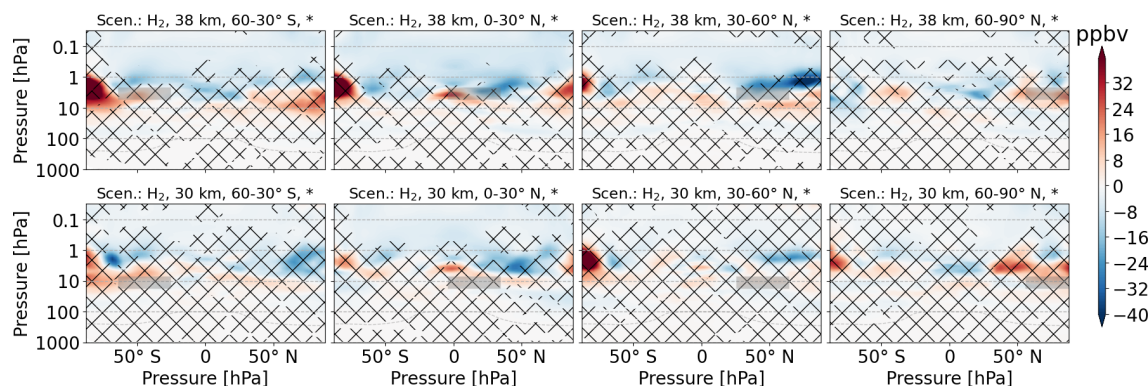 Scen.: H₂, 38 km, 60-30° S, *
Scen.: H₂, 38 km, 0-30° N, *
Scen.: H₂, 38 km, 30-60° N, *
Scen.: H₂, 38 km, 60-90° N, *
ppbv
Pressure [hPa]
0.1
1
10
100
1000
32
24
16
8
0
−8
−16
−24
−32
−40
Scen.: H₂, 30 km, 60-30° S, *
Scen.: H₂, 30 km, 0-30° N, *
Scen.: H₂, 30 km, 30-60° N, *
Scen.: H₂, 30 km, 60-90° N, *
Pressure [hPa]
0.1
1
10
100
1000
50° S 0 50° N
50° S 0 50° N
50° S 0 50° N
50° S 0 50° N
Pressure [hPa]
Pressure [hPa]
Pressure [hPa]
Pressure [hPa]